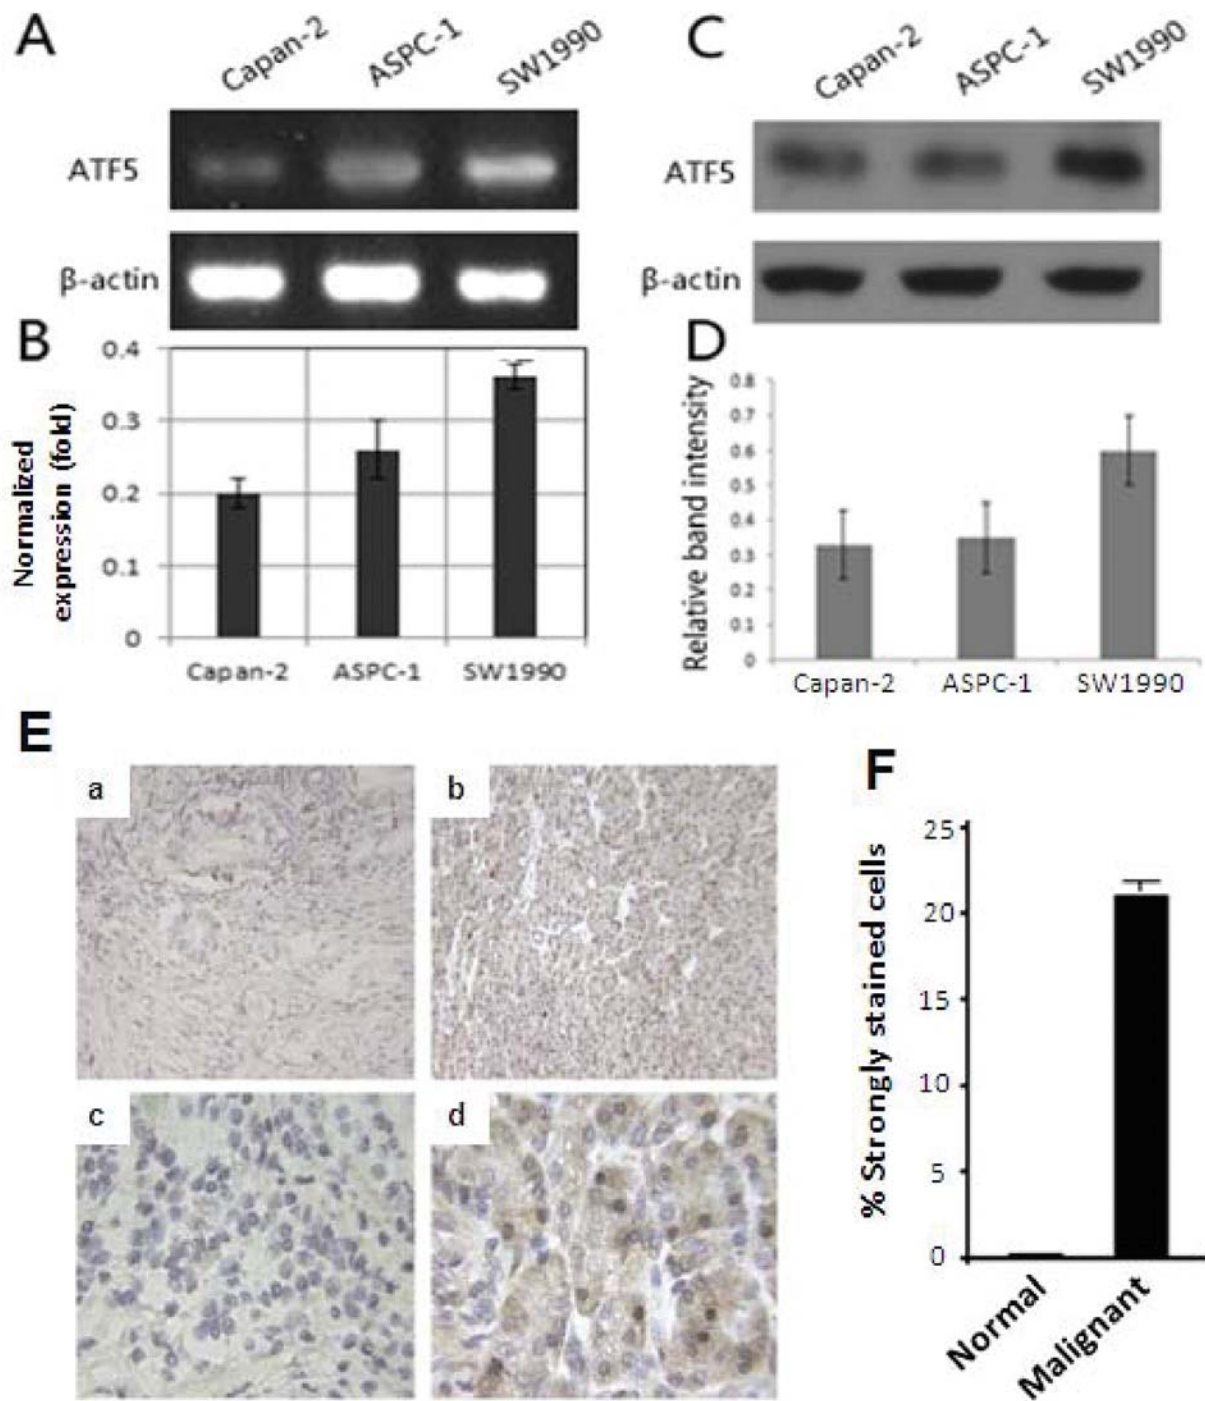 A
Capan-2
ASPC-1
SW1990
ATF5
β-actin
C
Capan-2
ASPC-1
SW1990
ATF5
β-actin
B
Normalized
expression (fold)
0.4
0.3
0.2
0.1
0
Capan-2
ASPC-1
SW1990
D
Relative band intensity
0.8
0.7
0.6
0.5
0.4
0.3
0.2
0.1
0
Capan-2
ASPC-1
SW1990
E
a
b
c
d
F
% Strongly stained cells
25
20
15
10
5
0
Normal
Malignant